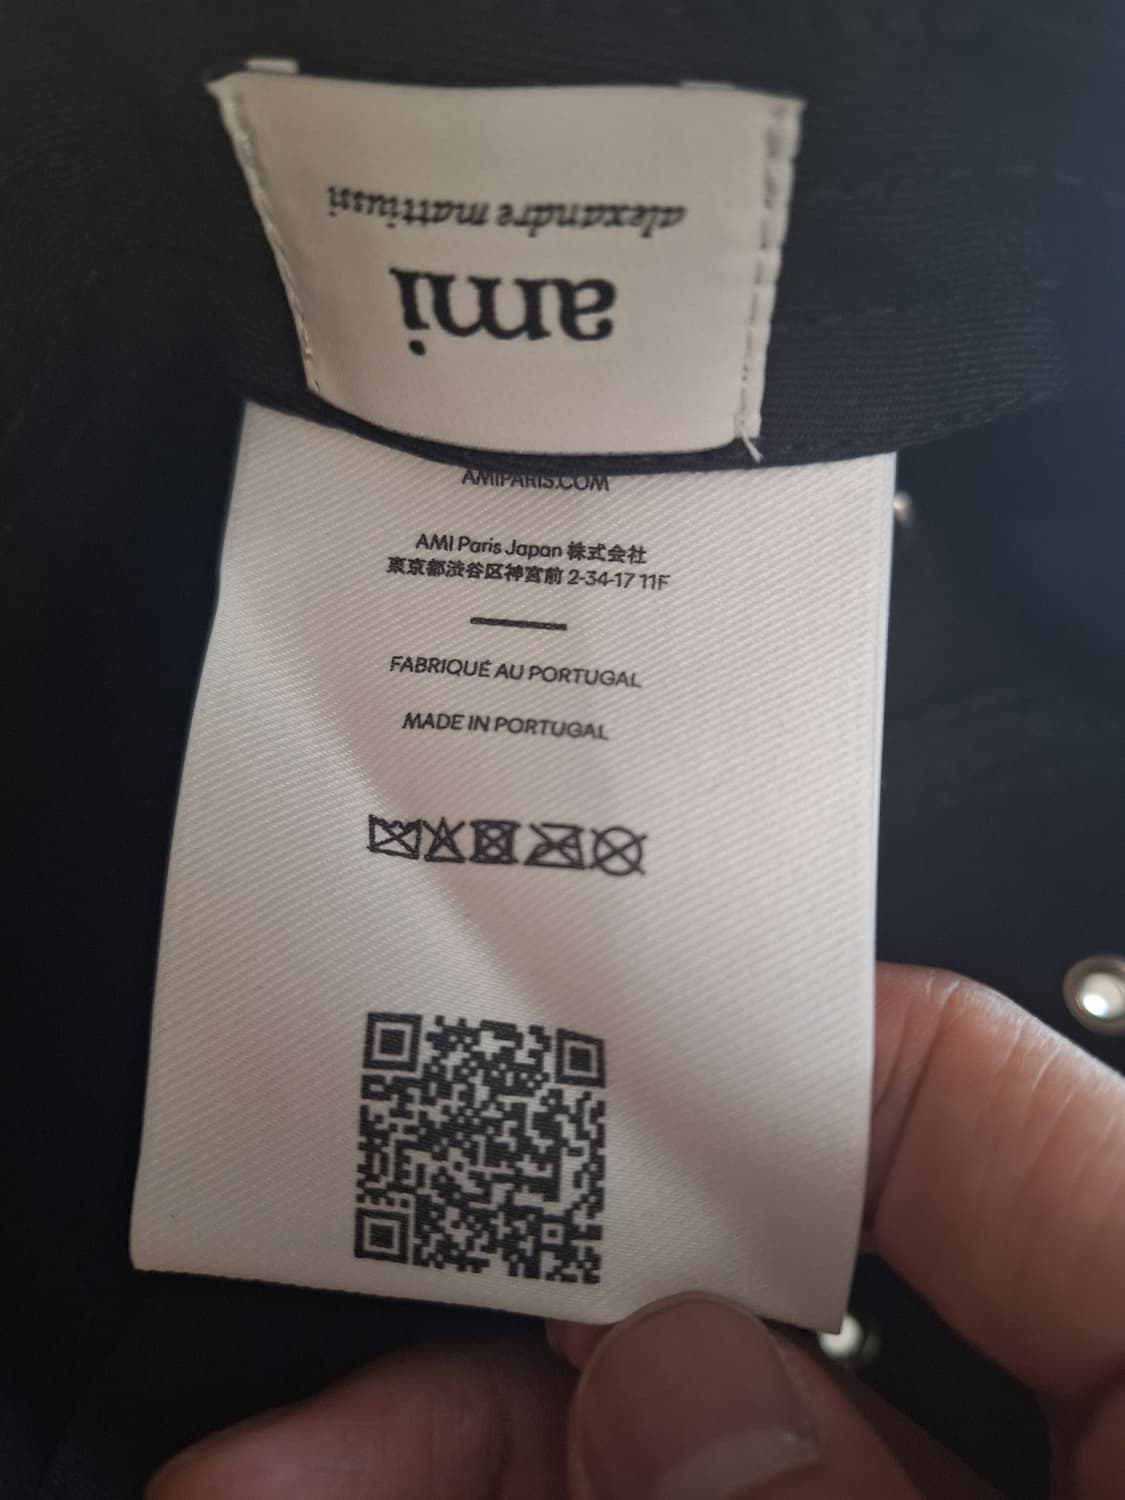 ami
alexandre mattiussi
AMIPARIS.COM
AMI Paris Japan 株式会社
東京都渋谷区神宮前 2-34-17 11F
FABRIQUÉ AU PORTUGAL
MADE IN PORTUGAL